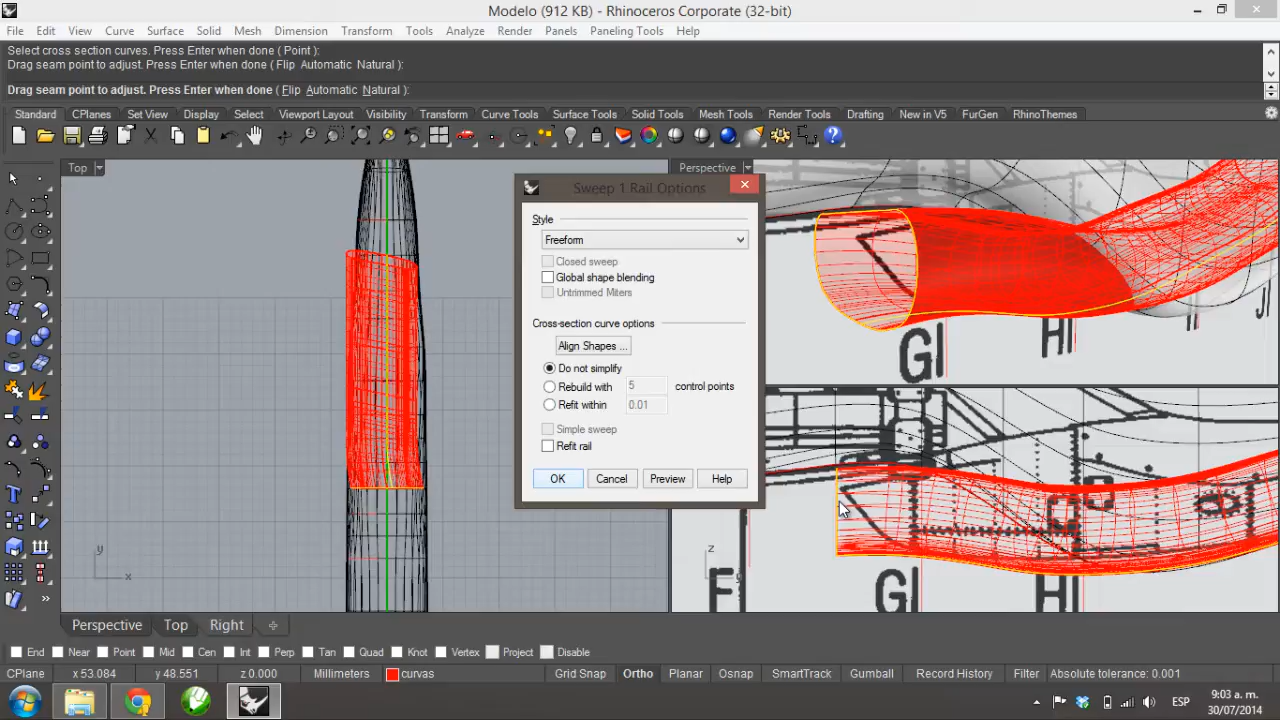 Modelo (912 KB) - Rhinoceros Corporate (32-bit)
File Edit View Curve Surface Solid Mesh Dimension Transform Tools Analyze Render Panels Paneling Tools Help
Select cross section curves. Press Enter when done ( Point ):
Drag seam point to adjust. Press Enter when done ( Flip Automatic Natural ):
Drag seam point to adjust. Press Enter when done ( Flip Automatic Natural ):
Standard CPlanes Set View Display Select Viewport Layout Visibility Transform Curve Tools Surface Tools Solid Tools Mesh Tools Render Tools Drafting New in V5 FurGen RhinoThemes
Top
Perspective
Sweep 1 Rail Options
Style
Freeform
Closed sweep
Global shape blending
Untrimmed Miters
Cross-section curve options
Align Shapes ...
Do not simplify
Rebuild with 5 control points
Refit within 0.01
Simple sweep
Refit rail
OK Cancel Preview Help
GI HI JI
F GI HI
y
x
z
Perspective Top Right
End Near Point Mid Cen Int Perp Tan Quad Knot Vertex Project Disable
CPlane x 53.084 y 48.551 z 0.000 Millimeters curvas Grid Snap Ortho Planar Osnap SmartTrack Gumball Record History Filter Absolute tolerance: 0.001
ESP
9:03 a. m.
30/07/2014